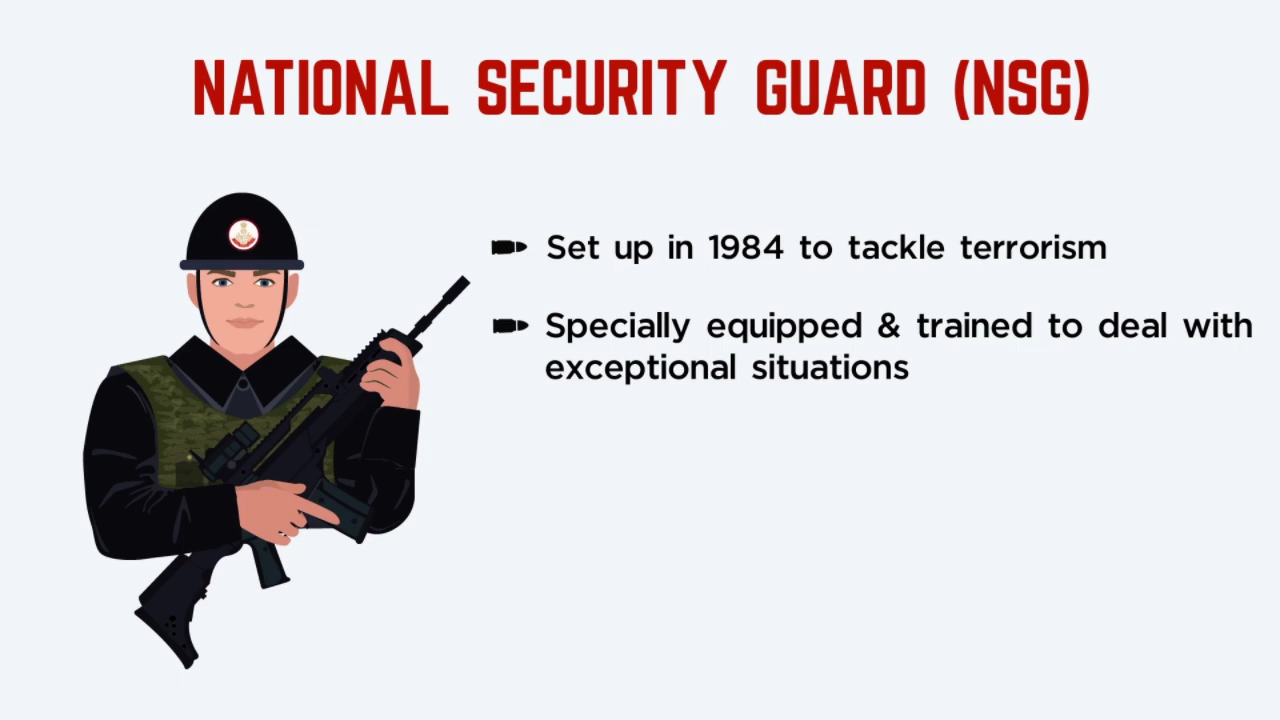 NATIONAL SECURITY GUARD (NSG)
Set up in 1984 to tackle terrorism
Specially equipped & trained to deal with
exceptional situations